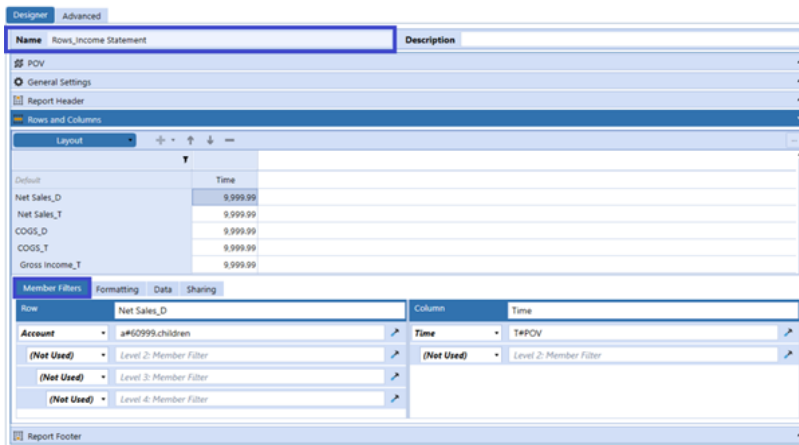 Designer Advanced
Name Rows_Income Statement Description
POV
General Settings
Report Header
Rows and Columns
Layout
Default Time
Net Sales_D 9,999.99
Net Sales_T 9,999.99
COGS_D 9,999.99
COGS_T 9,999.99
Gross Income_T 9,999.99
Member Filters Formatting Data Sharing
Row Net Sales_D Column Time
Account a#60999.children Time T#POV
(Not Used) Level 2: Member Filter (Not Used) Level 2: Member Filter
(Not Used) Level 3: Member Filter
(Not Used) Level 4: Member Filter
Report Footer